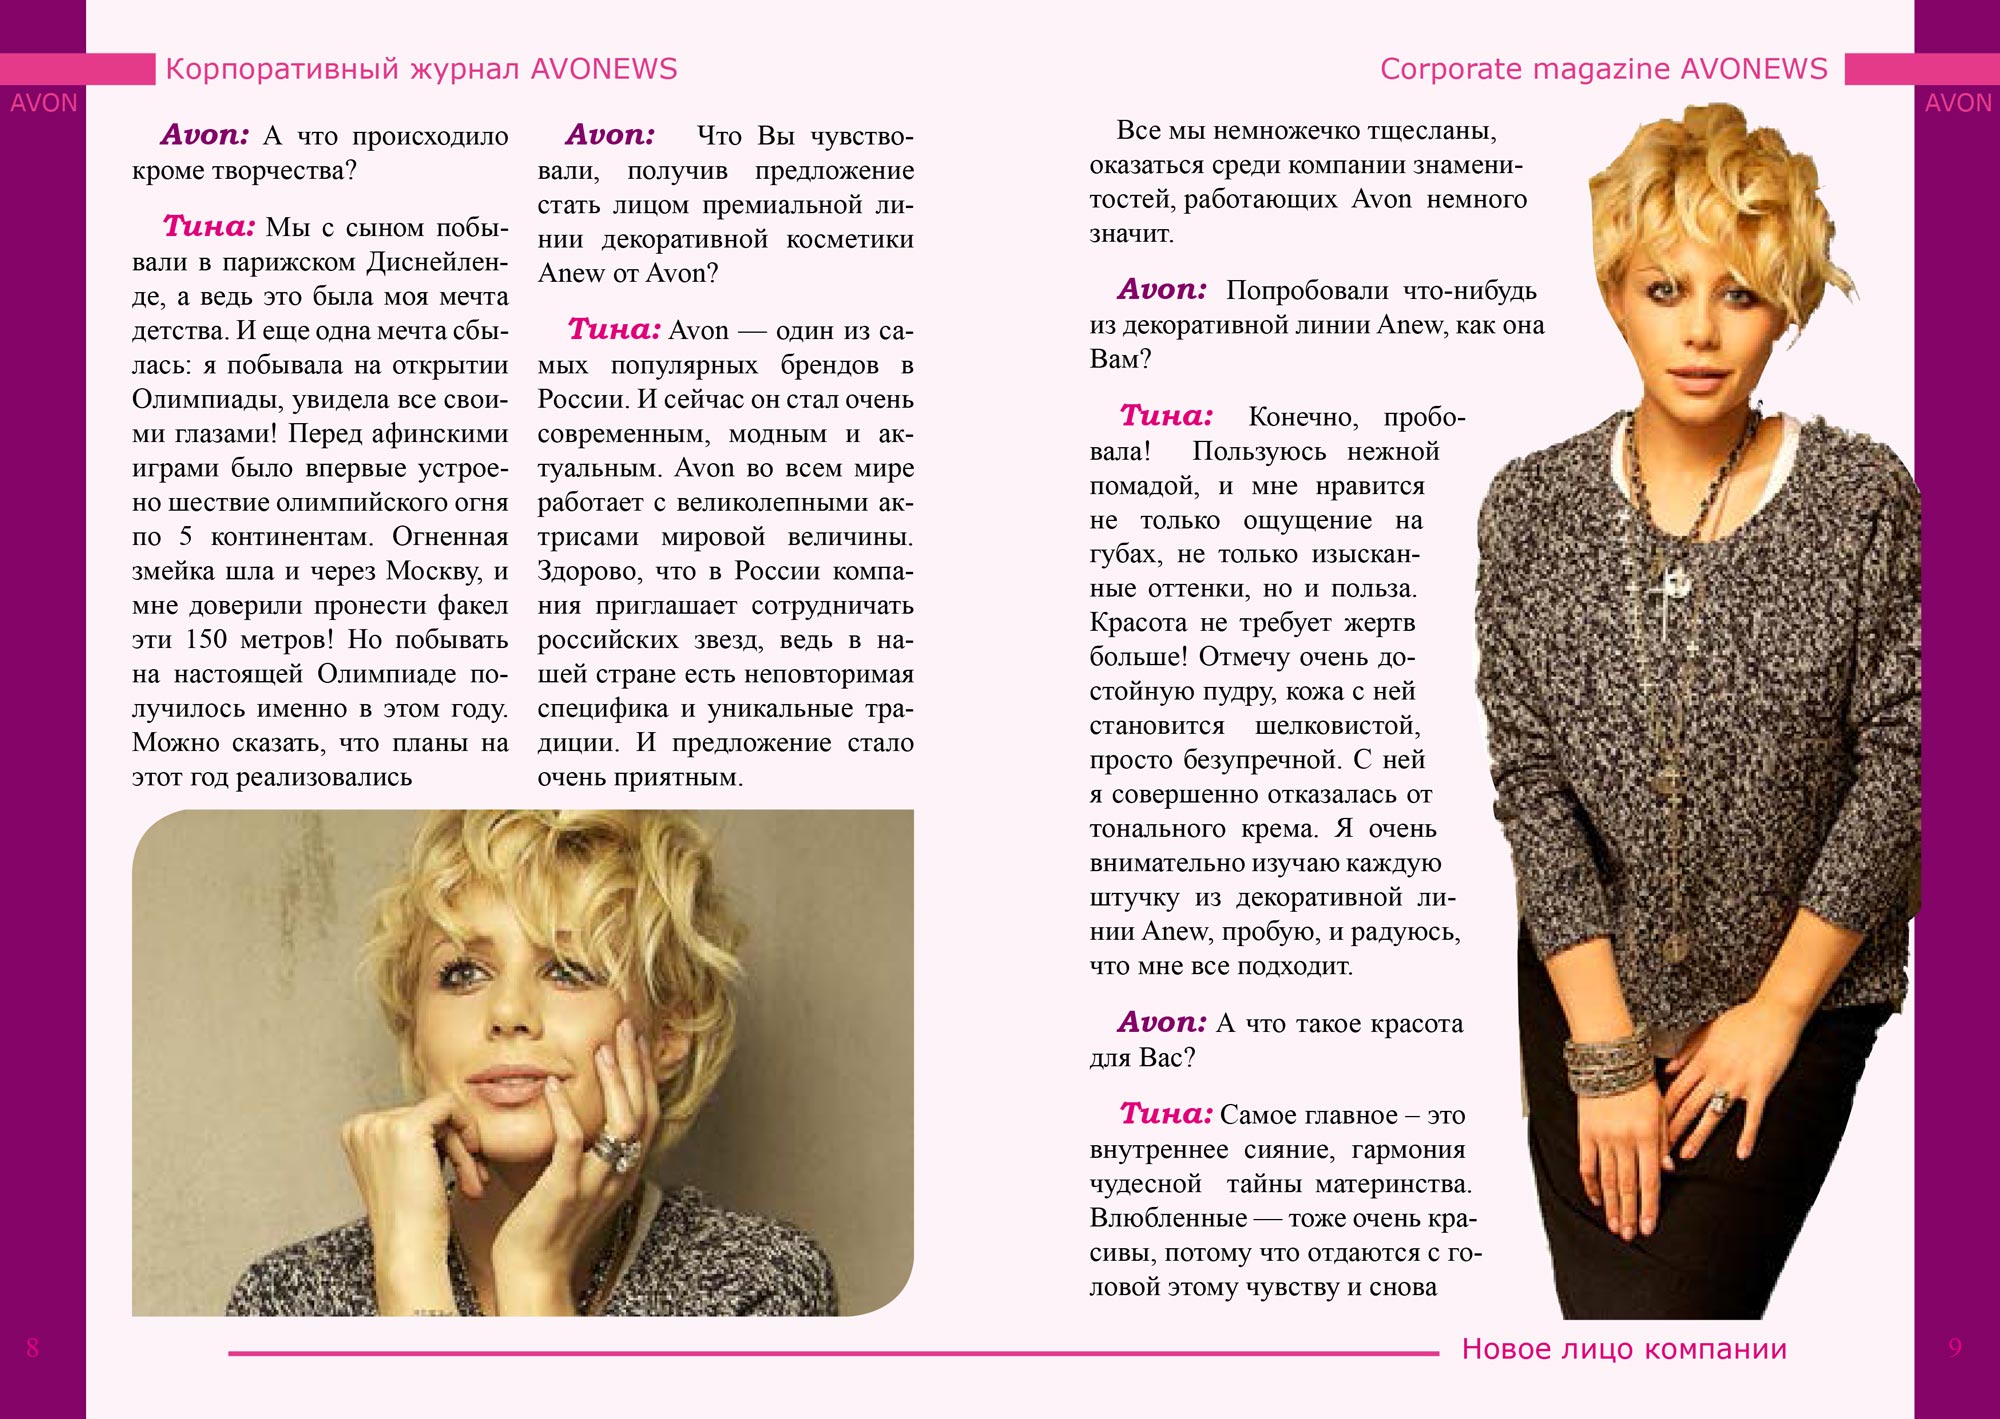 Корпоративный журнал AVONEWS
AVON
Avon: А что происходило
кроме творчества?
Тина: Мы с сыном побы-
вали в парижском Диснейлен-
де, а ведь это была моя мечта
детства. И еще одна мечта сбы-
лась: я побывала на открытии
Олимпиады, увидела все свои-
ми глазами! Перед афинскими
играми было впервые устрое-
но шествие олимпийского огня
по 5 континентам. Огненная
змейка шла и через Москву, и
мне доверили пронести факел
эти 150 метров! Но побывать
на настоящей Олимпиаде по-
лучилось именно в этом году.
Можно сказать, что планы на
этот год реализовались
Avon: Что Вы чувство-
вали, получив предложение
стать лицом премиальной ли-
нии декоративной косметики
Anew от Avon?
Тина: Avon — один из са-
мых популярных брендов в
России. И сейчас он стал очень
современным, модным и ак-
туальным. Avon во всем мире
работает с великолепными ак-
трисами мировой величины.
Здорово, что в России компа-
ния приглашает сотрудничать
российских звезд, ведь в на-
шей стране есть неповторимая
специфика и уникальные тра-
диции. И предложение стало
очень приятным.
8
Corporate magazine AVONEWS
AVON
Все мы немножечко тщесланы,
оказаться среди компании знамени-
тостей, работающих Avon немного
значит.
Avon: Попробовали что-нибудь
из декоративной линии Anew, как она
Вам?
Тина: Конечно, пробо-
вала! Пользуюсь нежной
помадой, и мне нравится
не только ощущение на
губах, не только изыскан-
ные оттенки, но и польза.
Красота не требует жертв
больше! Отмечу очень до-
стойную пудру, кожа с ней
становится шелковистой,
просто безупречной. С ней
я совершенно отказалась от
тонального крема. Я очень
внимательно изучаю каждую
штучку из декоративной ли-
нии Anew, пробую, и радуюсь,
что мне все подходит.
Avon: А что такое красота
для Вас?
Тина: Самое главное – это
внутреннее сияние, гармония
чудесной тайны материнства.
Влюбленные — тоже очень кра-
сивы, потому что отдаются с го-
ловой этому чувству и снова
Новое лицо компании
9